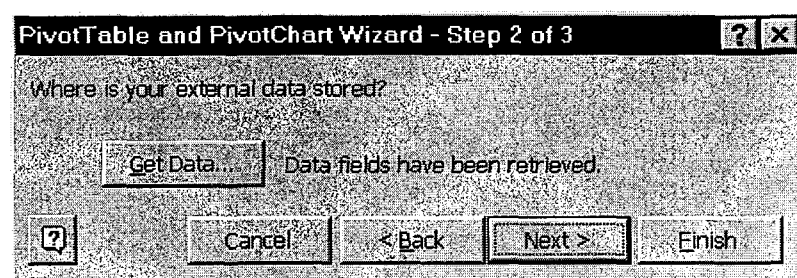 PivotTable and PivotChart Wizard - Step 2 of 3 ? X
Where is your external data stored?
Get Data... Data fields have been retrieved.
? Cancel < Back Next > Finish